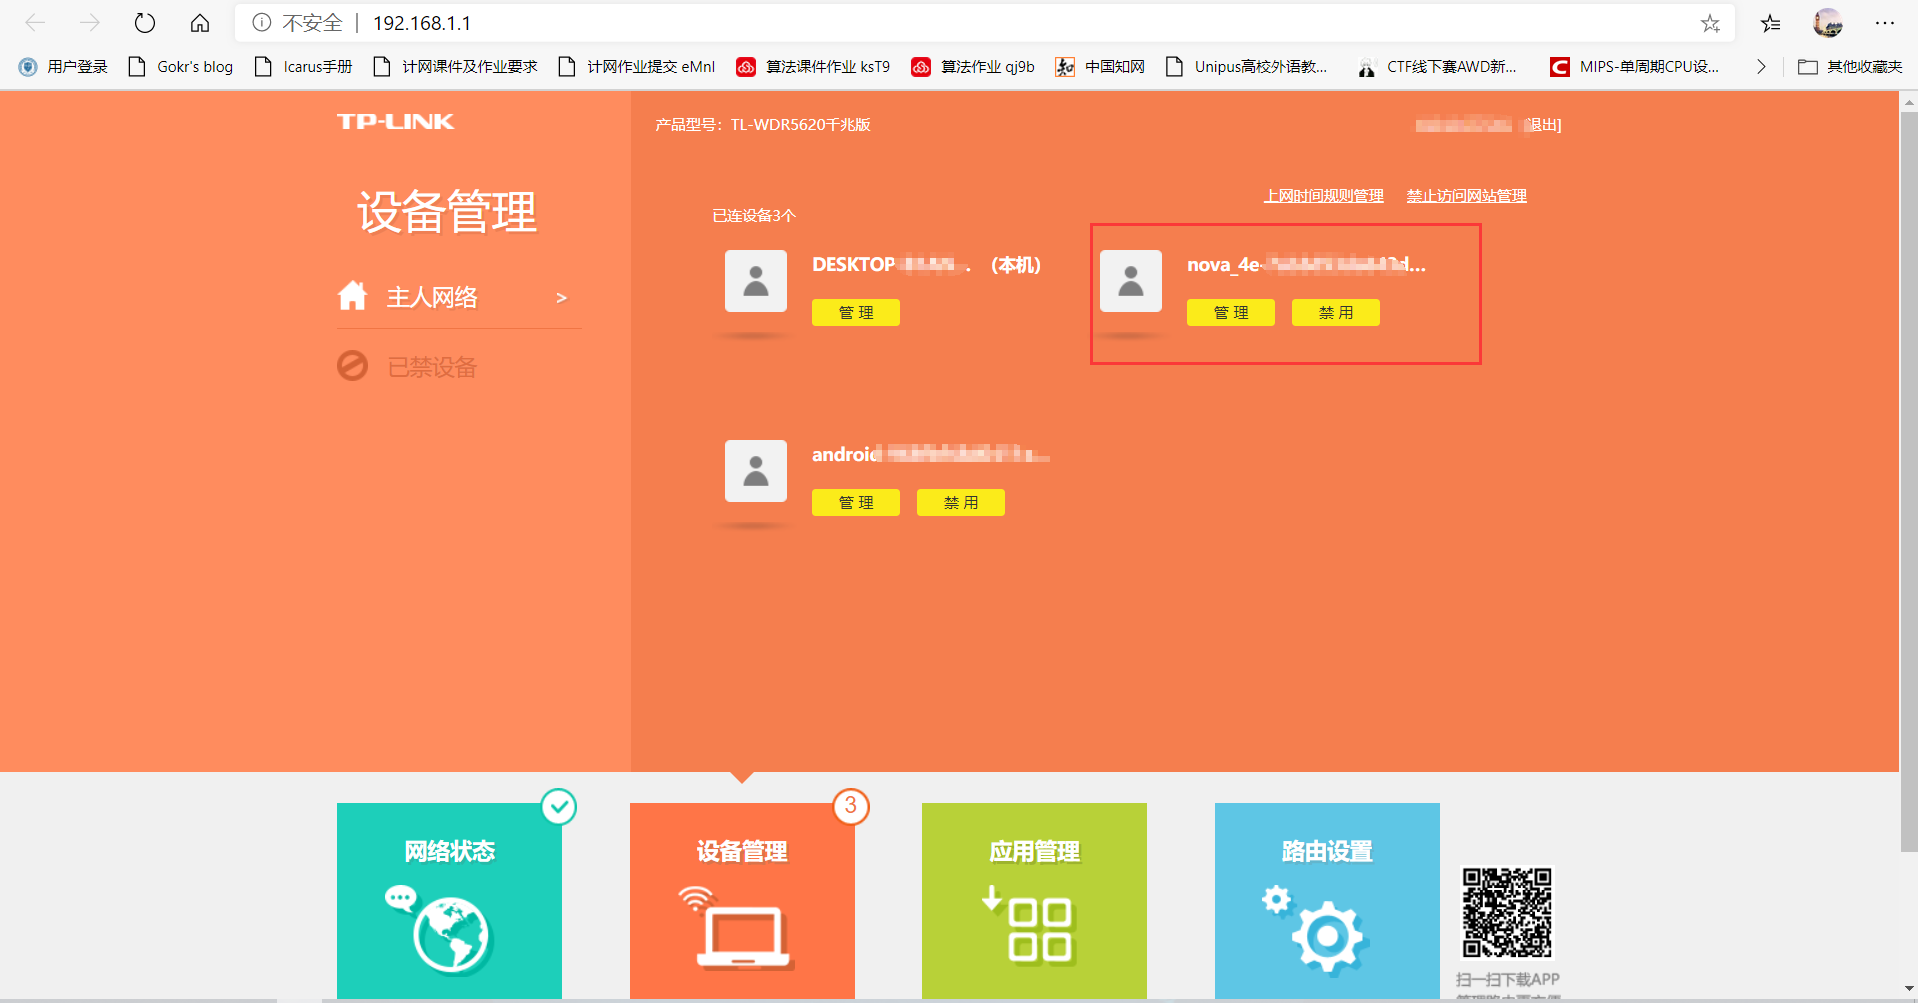 不安全 192.168.1.1
用户登录 Gokr's blog Icarus手册 计网课件及作业要求 计网作业提交 eMnl 算法课件作业 ksT9 算法作业 qj9b 中国知网 Unipus高校外语教... CTF线下赛AWD新... MIPS-单周期CPU设... 其他收藏夹
TP-LINK
产品型号：TL-WDR5620千兆版
退出]
设备管理
上网时间规则管理 禁止访问网站管理
已连设备3个
DESKTOP （本机）
nova_4e- d...
管 理
管 理 禁 用
主人网络 >
已禁设备
android
管 理 禁 用
3
网络状态 设备管理 应用管理 路由设置
扫一扫下载APP